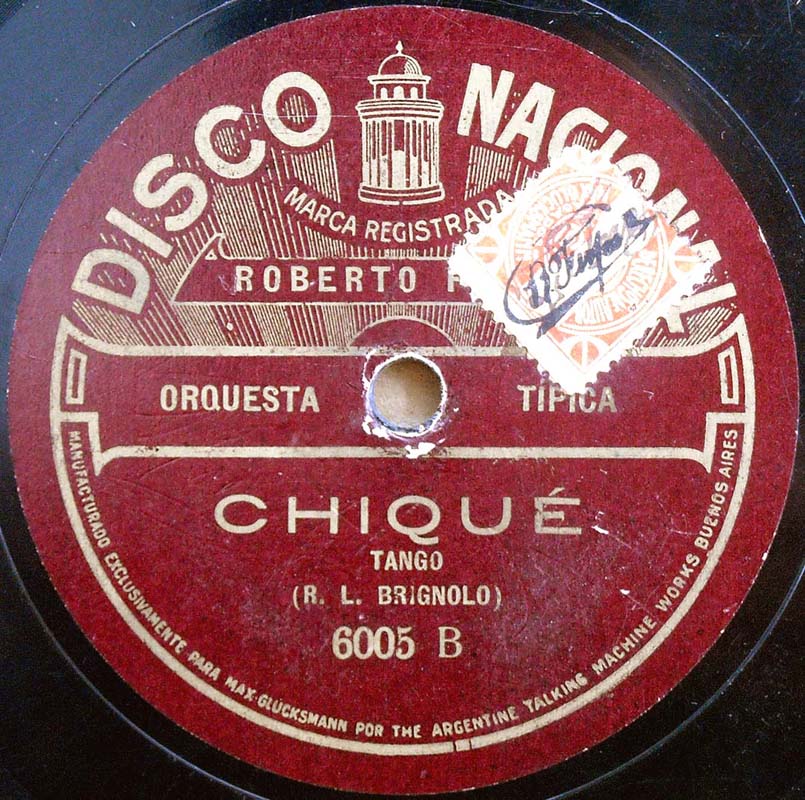 DISCO NACIONAL
MARCA REGISTRADA
ROBERTO
ORQUESTA TÍPICA
CHIQUÉ
TANGO
(R. L. BRIGNOLO)
6005 B
MANUFACTURADO EXCLUSIVAMENTE PARA MAX GLÜCKSMANN POR THE ARGENTINE TALKING MACHINE WORKS BUENOS AIRES